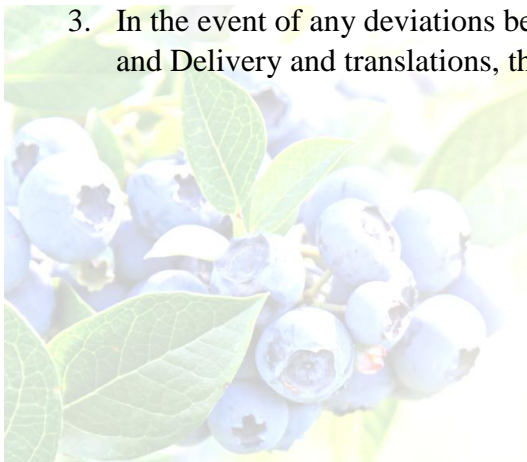 3. In the event of any deviations be
and Delivery and translations, th